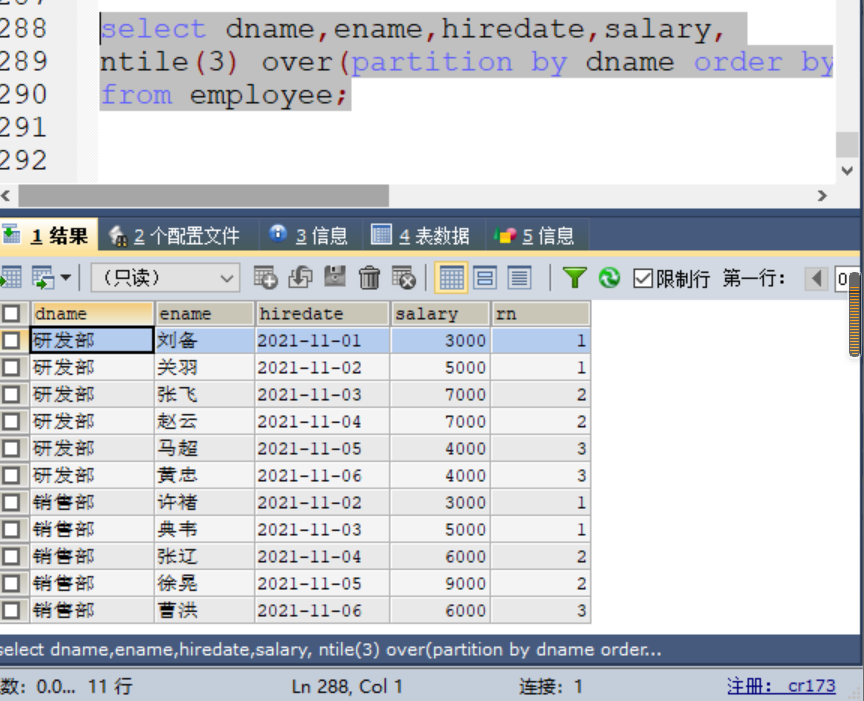 288 select dname,ename,hiredate,salary,
289 ntile(3) over(partition by dname order by
290 from employee;
291
292
1 结果 2 个配置文件 3 信息 4 表数据 5 信息
(只读) 限制行 第一行: 0
dname ename hiredate salary rn
研发部 刘备 2021-11-01 3000 1
研发部 关羽 2021-11-02 5000 1
研发部 张飞 2021-11-03 7000 2
研发部 赵云 2021-11-04 7000 2
研发部 马超 2021-11-05 4000 3
研发部 黄忠 2021-11-06 4000 3
销售部 许褚 2021-11-02 3000 1
销售部 典韦 2021-11-03 5000 1
销售部 张辽 2021-11-04 6000 2
销售部 徐晃 2021-11-05 9000 2
销售部 曹洪 2021-11-06 6000 3
select dname,ename,hiredate,salary, ntile(3) over(partition by dname order...
数: 0.0... 11 行 Ln 288, Col 1 连接: 1 注册: cr173